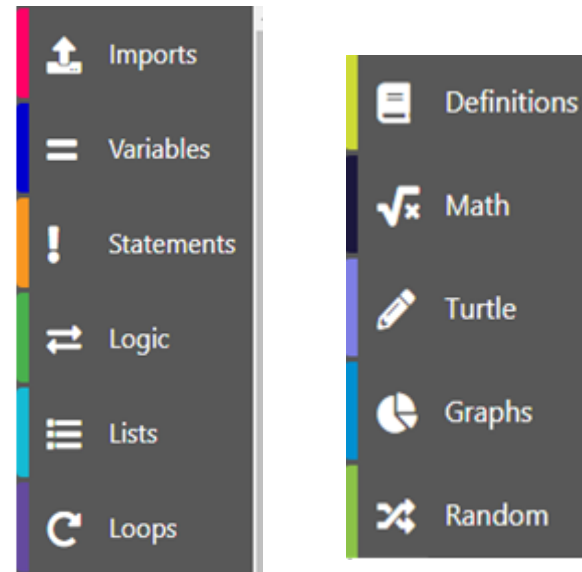 Imports
Variables
Statements
Logic
Lists
Loops
Definitions
Math
Turtle
Graphs
Random